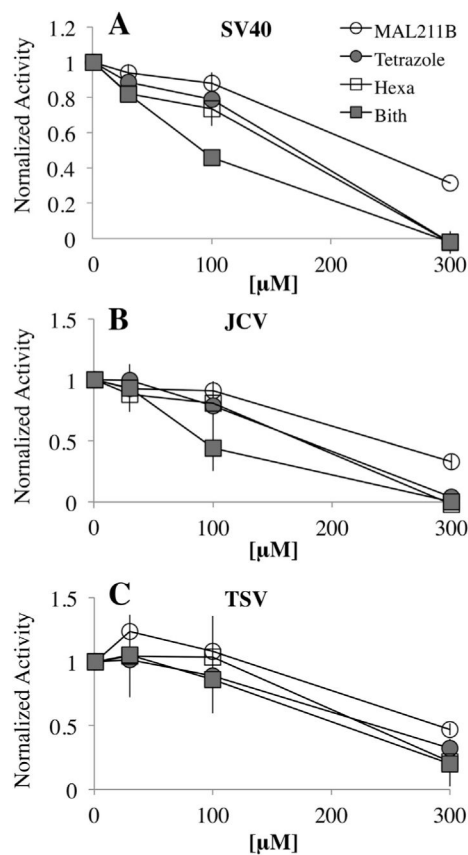 A
SV40
MAL211B
Tetrazole
Hexa
Bith
Normalized Activity
1.2
1
0.8
0.6
0.4
0.2
0
0 100 200 300
[µM]
B
JCV
Normalized Activity
1.5
1
0.5
0
0 100 200 300
[µM]
C
TSV
Normalized Activity
1.5
1
0.5
0
0 100 200 300
[µM]